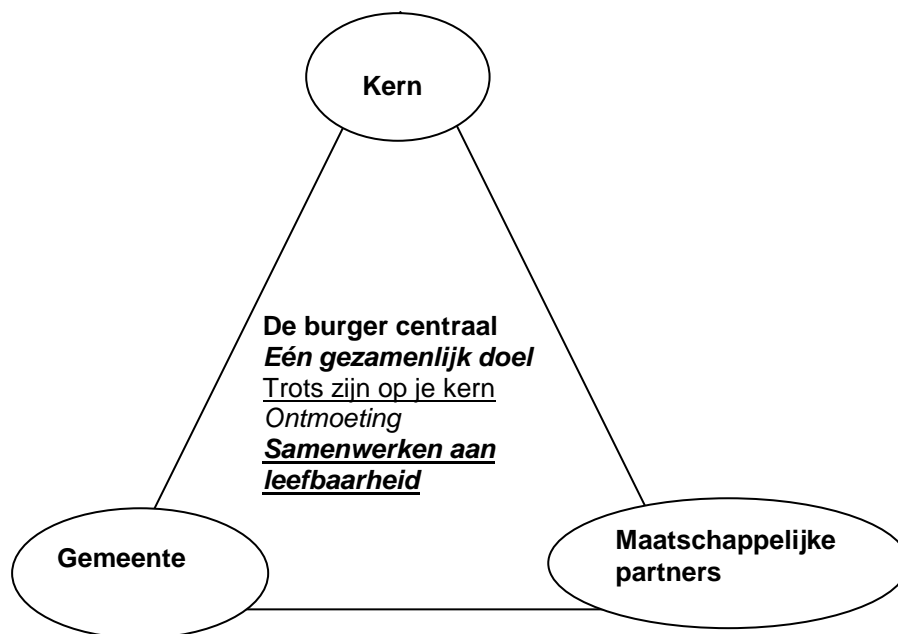 Kern
De burger centraal
Eén gezamenlijk doel
Trots zijn op je kern
Ontmoeting
Samenwerken aan
leefbaarheid
Gemeente
Maatschappelijke
partners